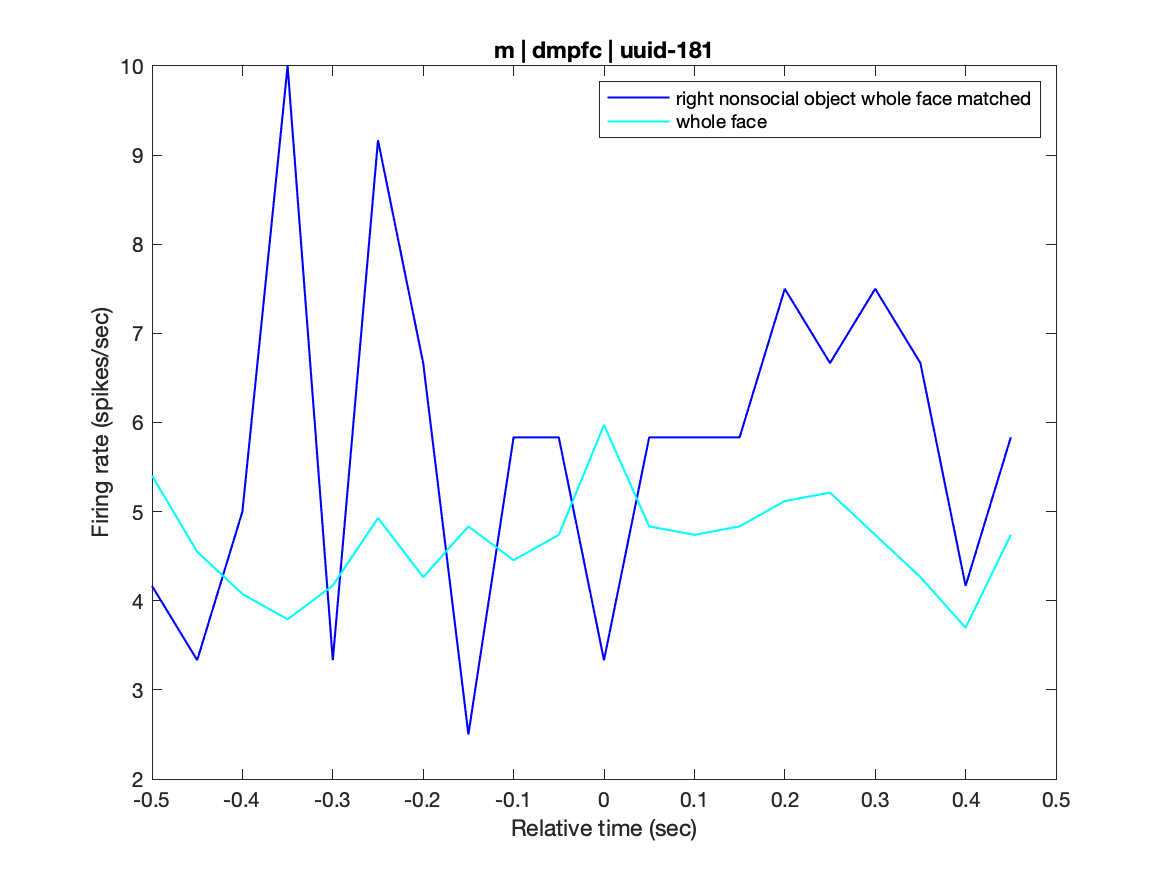 m | dmpfc | uuid-181
right nonsocial object whole face matched
whole face
Firing rate (spikes/sec)
10
9
8
7
6
5
4
3
2
-0.5 -0.4 -0.3 -0.2 -0.1 0 0.1 0.2 0.3 0.4 0.5
Relative time (sec)